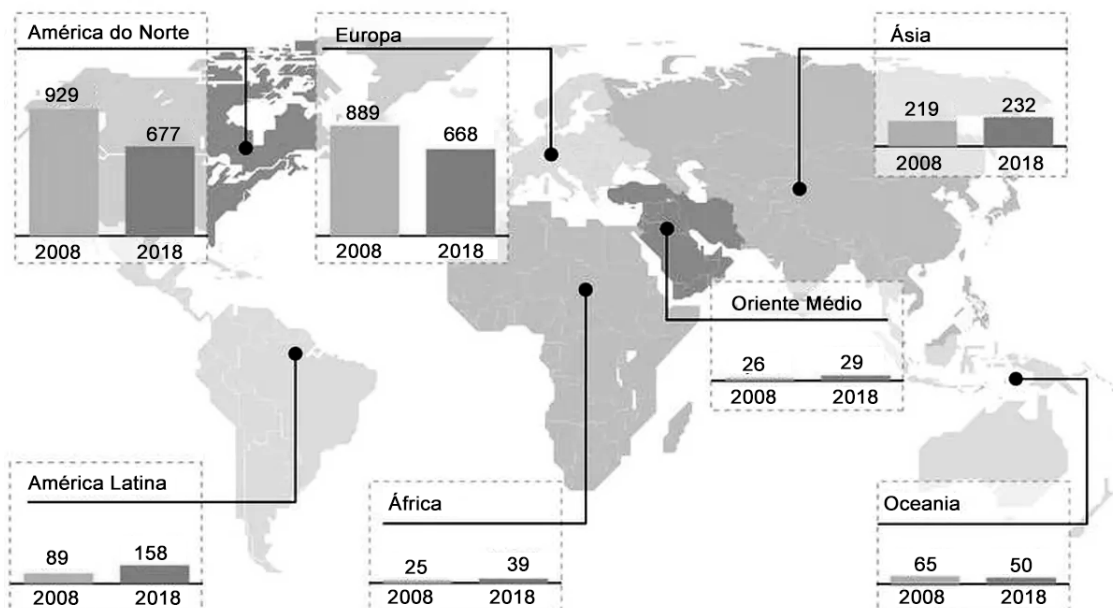 América do Norte
929 677
2008 2018
Europa
889 668
2008 2018
Ásia
219 232
2008 2018
Oriente Médio
26 29
2008 2018
América Latina
89 158
2008 2018
África
25 39
2008 2018
Oceania
65 50
2008 2018